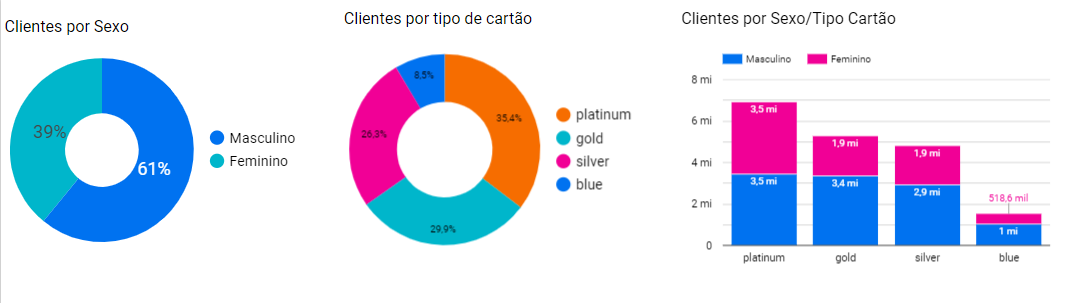 Clientes por Sexo
39%
61%
Masculino
Feminino
Clientes por tipo de cartão
8,5%
35,4%
26,3%
29,9%
platinum
gold
silver
blue
Clientes por Sexo/Tipo Cartão
Masculino
Feminino
8 mi
6 mi
4 mi
2 mi
0
3,5 mi
3,5 mi
1,9 mi
3,4 mi
1,9 mi
2,9 mi
518,6 mil
1 mi
platinum
gold
silver
blue